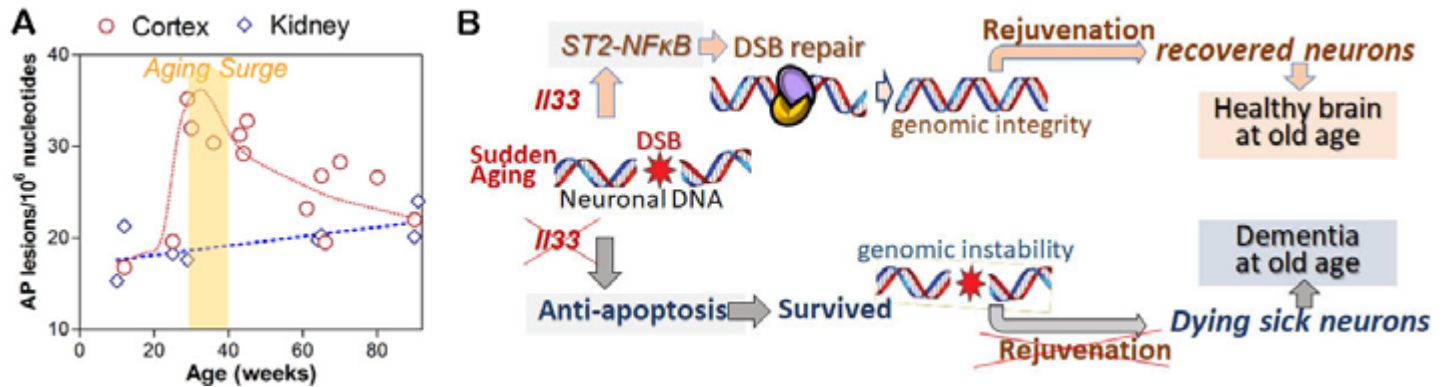 A
Cortex Kidney
Aging Surge
AP lesions/10⁶ nucleotides
40
30
20
10
0 20 40 60 80
Age (weeks)
B
ST2-NFκB
DSB repair
Rejuvenation
recovered neurons
Il33
genomic integrity
Healthy brain
at old age
Sudden
Aging
DSB
Neuronal DNA
Il33
genomic instability
Dementia
at old age
Anti-apoptosis
Survived
Dying sick neurons
Rejuvenation